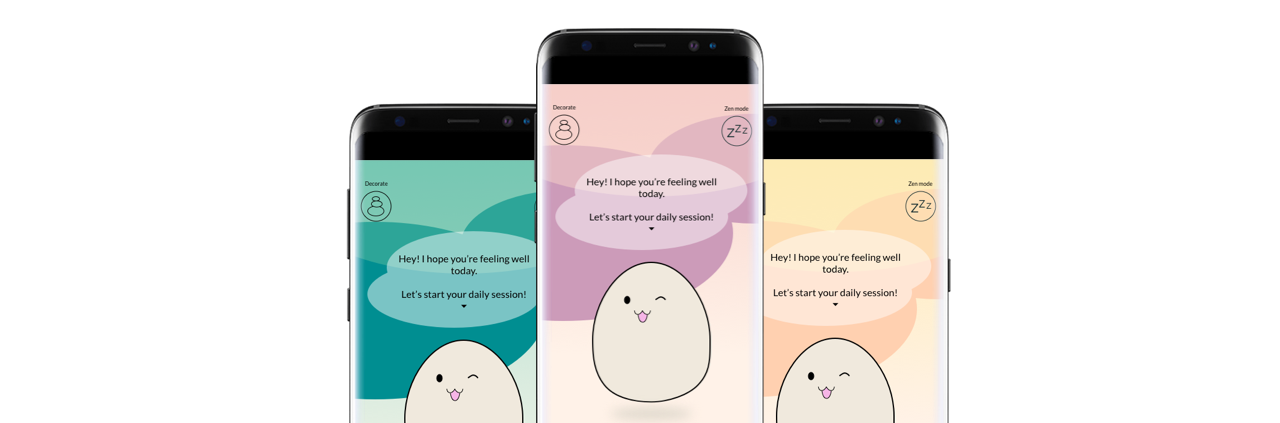 Decorate
Zen mode
zZz
Hey! I hope you're feeling well
today.
Let's start your daily session!
Decorate
Hey! I hope you're feeling well
today.
Let's start your daily session!
Zen mode
zZz
Hey! I hope you're feeling well
today.
Let's start your daily session!